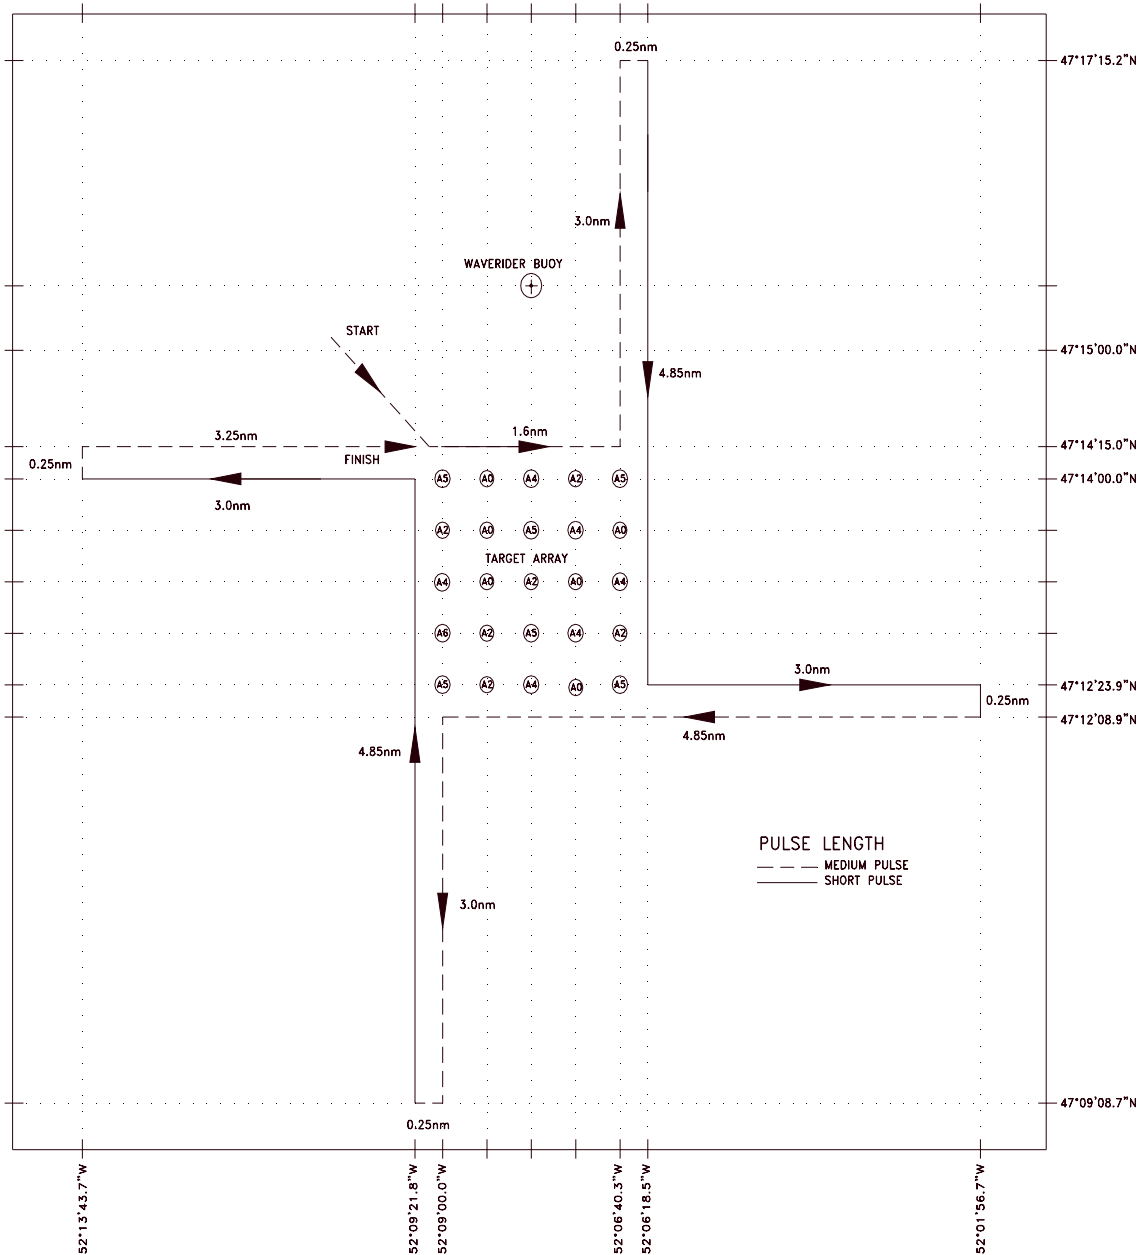 0.25nm
47°17'15.2"N
3.0nm
WAVERIDER BUOY
START
47°15'00.0"N
4.85nm
3.25nm
1.6nm
47°14'15.0"N
FINISH
0.25nm
A5 A0 A4 A2 A5
47°14'00.0"N
3.0nm
A2 A0 A5 A4 A0
TARGET ARRAY
A4 A0 A2 A0 A4
A6 A2 A5 A4 A2
3.0nm
A5 A2 A4 A0 A5
47°12'23.9"N
0.25nm
47°12'08.9"N
4.85nm
4.85nm
PULSE LENGTH
MEDIUM PULSE
SHORT PULSE
3.0nm
47°09'08.7"N
0.25nm
52°13'43.7"W
52°09'21.8"W
52°09'00.0"W
52°06'40.3"W
52°06'18.5"W
52°01'56.7"W